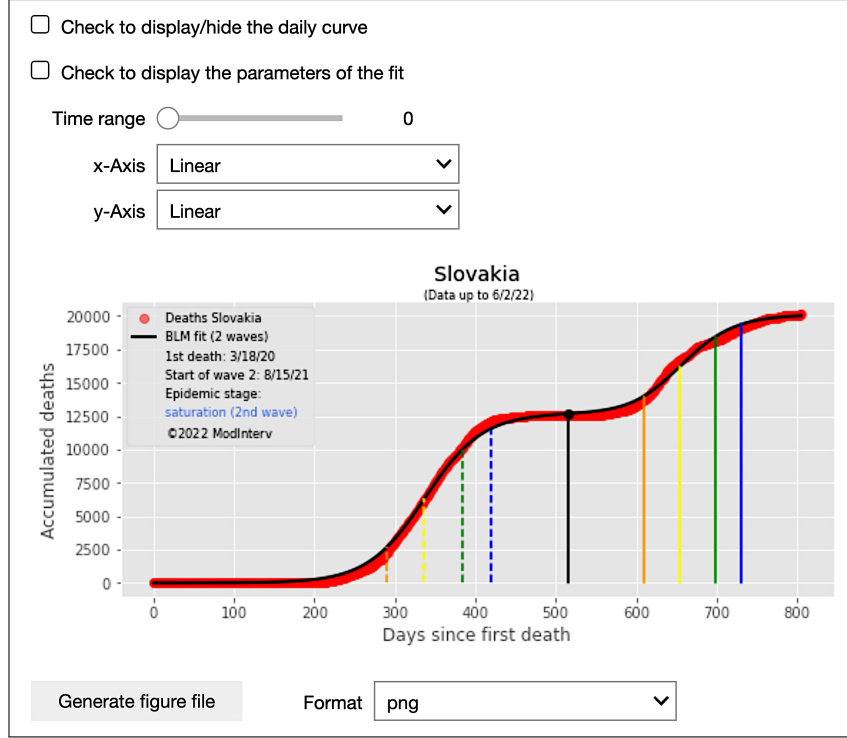 Check to display/hide the daily curve
Check to display the parameters of the fit
Time range 0
x-Axis Linear
y-Axis Linear
Slovakia
(Data up to 6/2/22)
Deaths Slovakia
BLM fit (2 waves)
1st death: 3/18/20
Start of wave 2: 8/15/21
Epidemic stage:
saturation (2nd wave)
©2022 ModInterv
Accumulated deaths
20000
17500
15000
12500
10000
7500
5000
2500
0
0 100 200 300 400 500 600 700 800
Days since first death
Generate figure file Format png